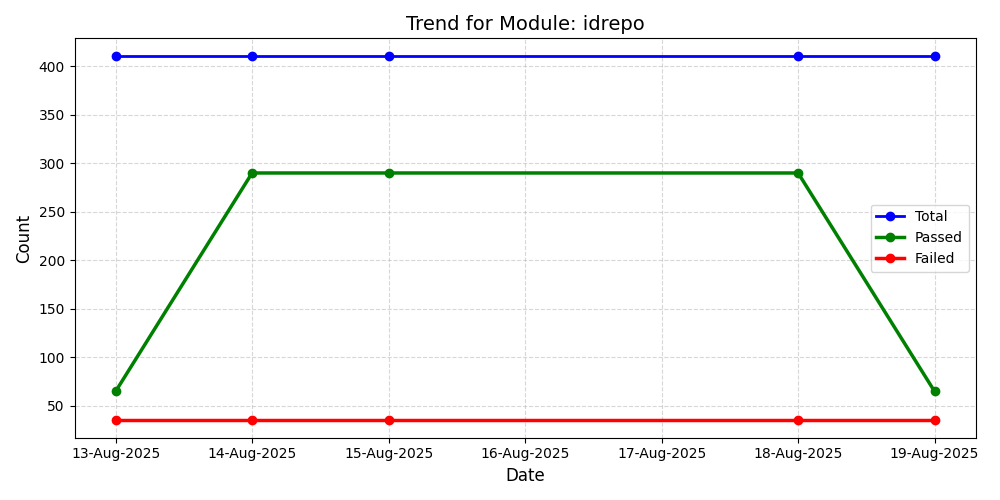 Trend for Module: idrepo
Count
400
350
300
250
200
150
100
50
Total
Passed
Failed
13-Aug-2025 14-Aug-2025 15-Aug-2025 16-Aug-2025 17-Aug-2025 18-Aug-2025 19-Aug-2025
Date